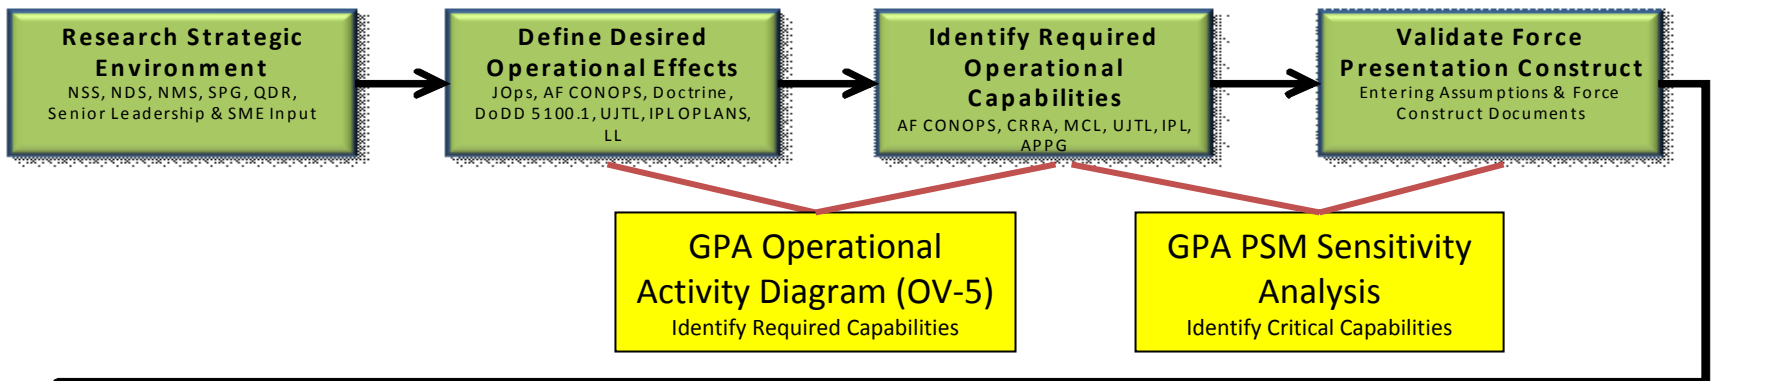 Research Strategic
Environment
NSS, NDS, NMS, SPG, QDR,
Senior Leadership & SME Input
Define Desired
Operational Effects
JOps, AF CONOPS, Doctrine,
DoDD 5100.1, UJTL, IPL OPLANS,
LL
Identify Required
Operational
Capabilities
AF CONOPS, CRRA, MCL, UJTL, IPL,
APPG
Validate Force
Presentation Construct
Entering Assumptions & Force
Construct Documents
GPA Operational
Activity Diagram (OV-5)
Identify Required Capabilities
GPA PSM Sensitivity
Analysis
Identify Critical Capabilities